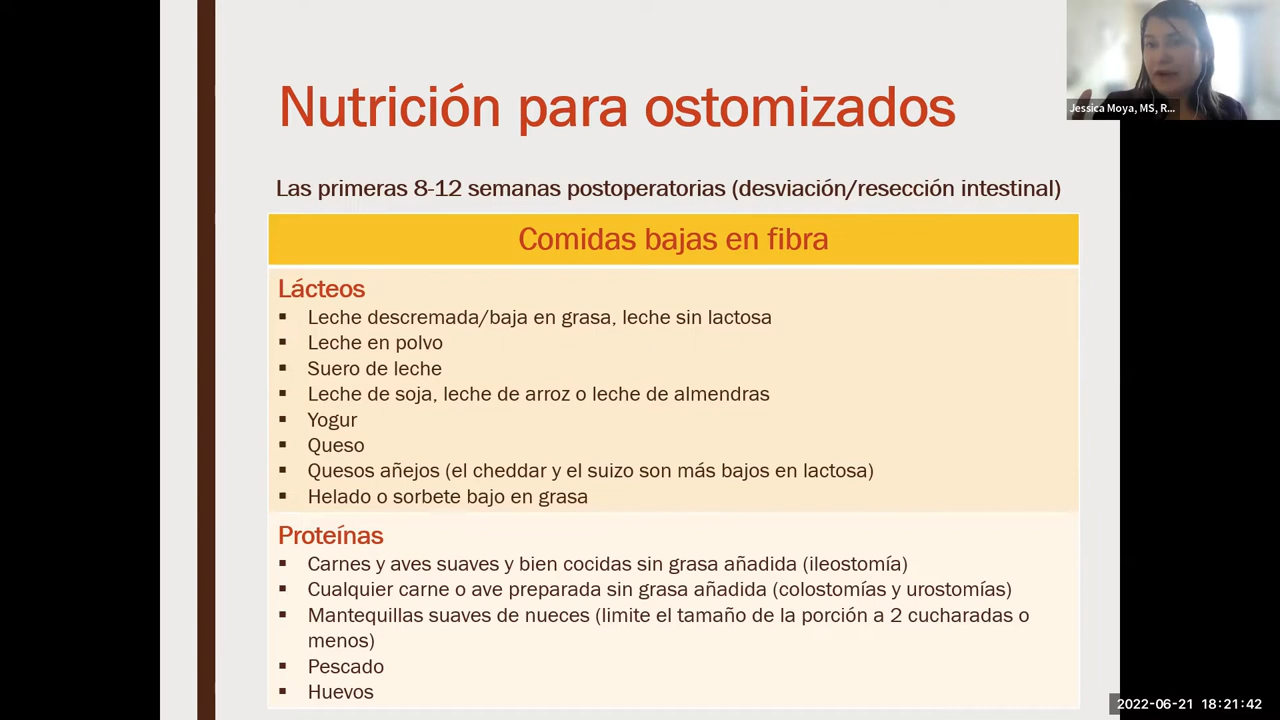 Jessica Moya, MS, R...
Nutrición para ostomizados
Las primeras 8-12 semanas postoperatorias (desviación/resección intestinal)
Comidas bajas en fibra
Lácteos
▪ Leche descremada/baja en grasa, leche sin lactosa
▪ Leche en polvo
▪ Suero de leche
▪ Leche de soja, leche de arroz o leche de almendras
▪ Yogur
▪ Queso
▪ Quesos añejos (el cheddar y el suizo son más bajos en lactosa)
▪ Helado o sorbete bajo en grasa
Proteínas
▪ Carnes y aves suaves y bien cocidas sin grasa añadida (ileostomía)
▪ Cualquier carne o ave preparada sin grasa añadida (colostomías y urostomías)
▪ Mantequillas suaves de nueces (limite el tamaño de la porción a 2 cucharadas o
menos)
▪ Pescado
▪ Huevos
2022-06-21 18:21:42